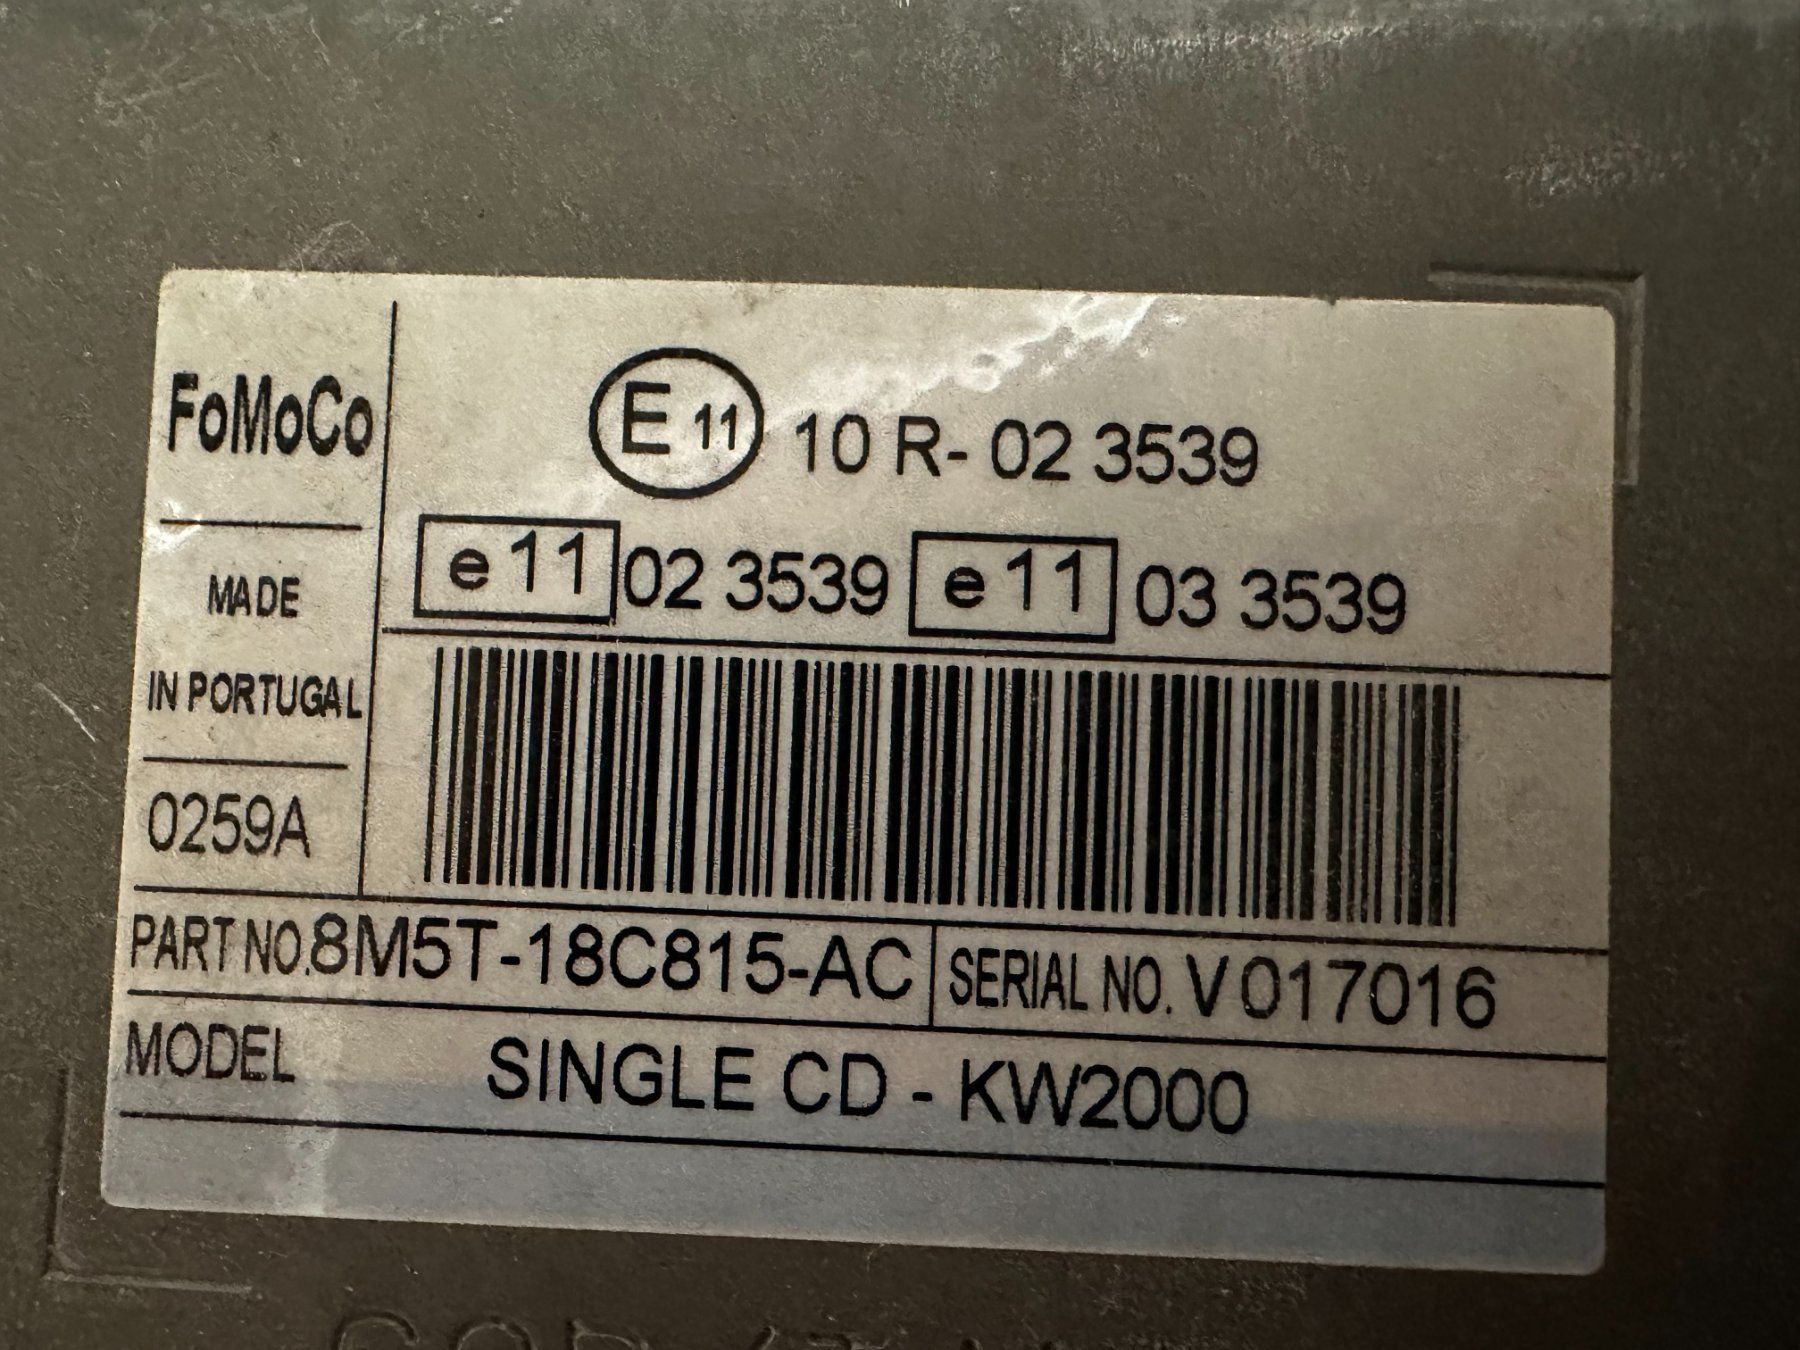 FoMoCo
E 11 10 R- 02 3539
e 11 02 3539 e 11 03 3539
MADE
IN PORTUGAL
0259A
PART NO. 8M5T-18C815-AC SERIAL NO. V017016
MODEL SINGLE CD - KW2000